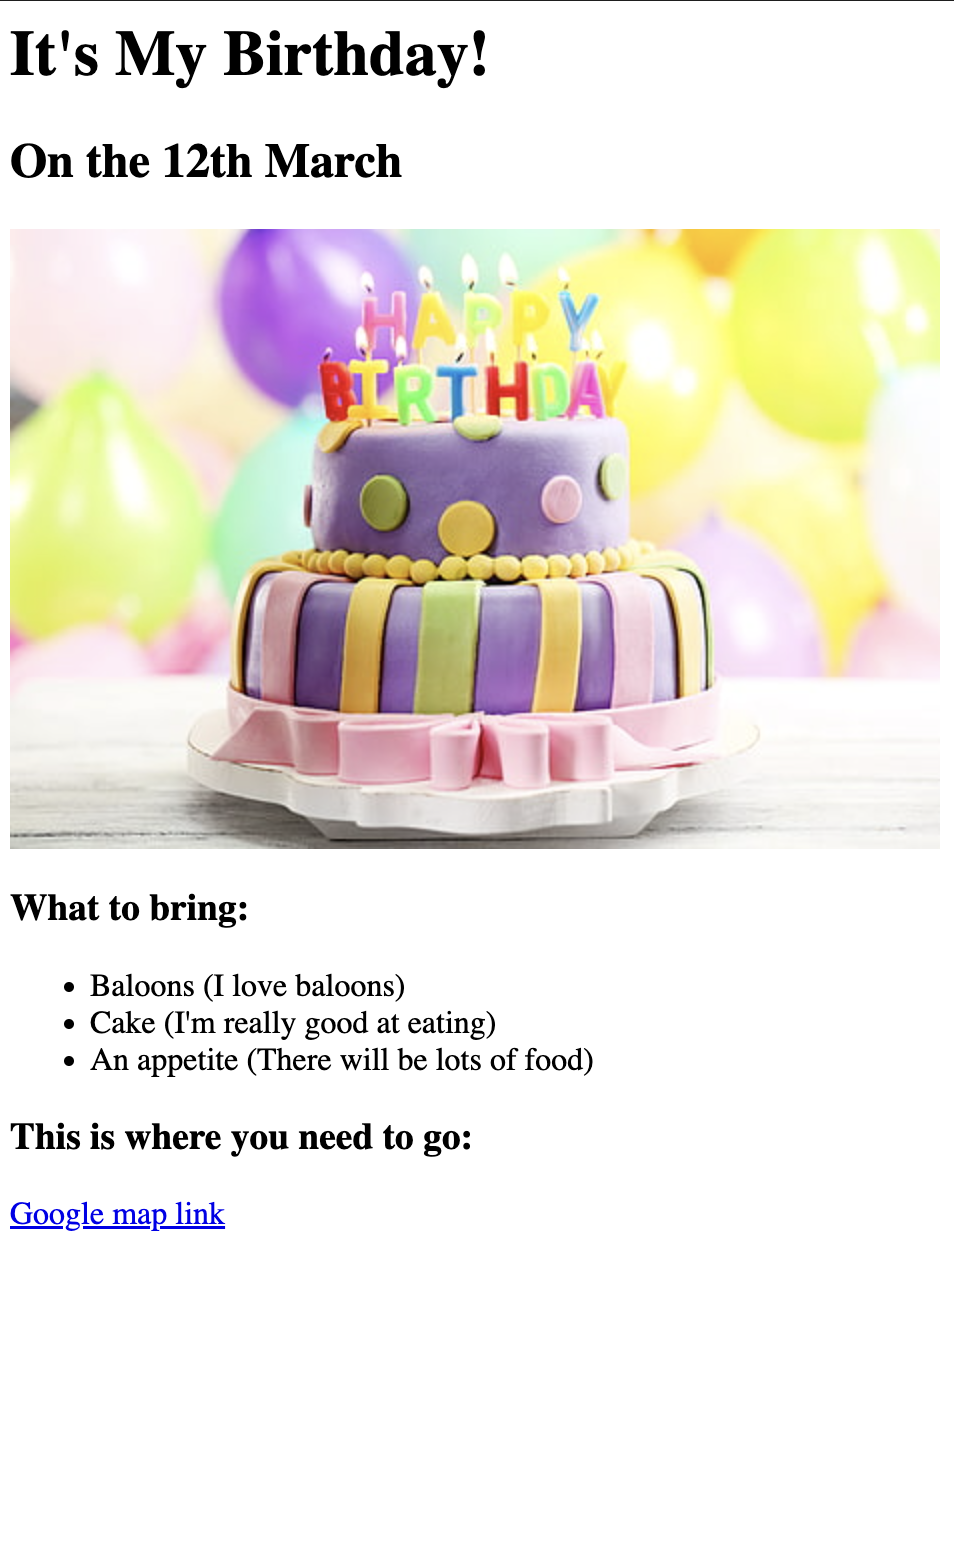 It's My Birthday!
On the 12th March
HAPPY
BIRTHDAY
What to bring:
Baloons (I love baloons)
Cake (I'm really good at eating)
An appetite (There will be lots of food)
This is where you need to go:
Google map link